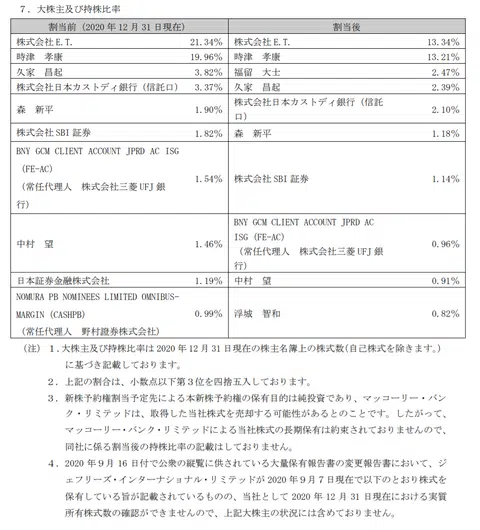 7．大株主及び持株比率
割当前（2020年12月31日現在） 割当後
株式会社E.T. 21.34% 株式会社E.T. 13.34%
時津　孝康 19.96% 時津　孝康 13.21%
久家　昌起 3.82% 福留　大士 2.47%
株式会社日本カストディ銀行（信託口） 3.37% 久家　昌起 2.39%
森　新平 1.90% 株式会社日本カストディ銀行（信託
口） 2.10%
株式会社SBI証券 1.82% 森　新平 1.18%
BNY GCM CLIENT ACCOUNT JPRD AC ISG
（FE-AC）
（常任代理人　株式会社三菱UFJ銀
行） 1.54% 株式会社SBI証券 1.14%
中村　望 1.46% BNY GCM CLIENT ACCOUNT JPRD AC
ISG (FE-AC)
（常任代理人　株式会社三菱UFJ銀
行） 0.96%
日本証券金融株式会社 1.19% 中村　望 0.91%
NOMURA PB NOMINEES LIMITED OMNIBUS-
MARGIN (CASHPB)
（常任代理人　野村證券株式会社） 0.99% 浮城　智和 0.82%
（注）１.大株主及び持株比率は2020年12月31日現在の株主名簿上の株式数(自己株式を除きます。)
に基づき記載しております。
２．上記の割合は、小数点以下第３位を四捨五入しております。
３．新株予約権割当予定先による本新株予約権の保有目的は純投資であり、マッコーリー・バン
ク・リミテッドは、取得した当社株式を売却する可能性があるとのことです。したがって、
マッコーリー・バンク・リミテッドによる当社株式の長期保有は約束されておりませんので、
同社に係る割当後の持株比率の記載はしておりません。
４．2020年９月16日付で公衆の縦覧に供されている大量保有報告書の変更報告書において、ジ
ェフリーズ・インターナショナル・リミテッドが2020年９月7日現在で以下のとおり株式を
保有している旨が記載されているものの、当社として2020年12月31日現在における実質
所有株式数の確認ができませんので、上記大株主の状況には含めておりません。